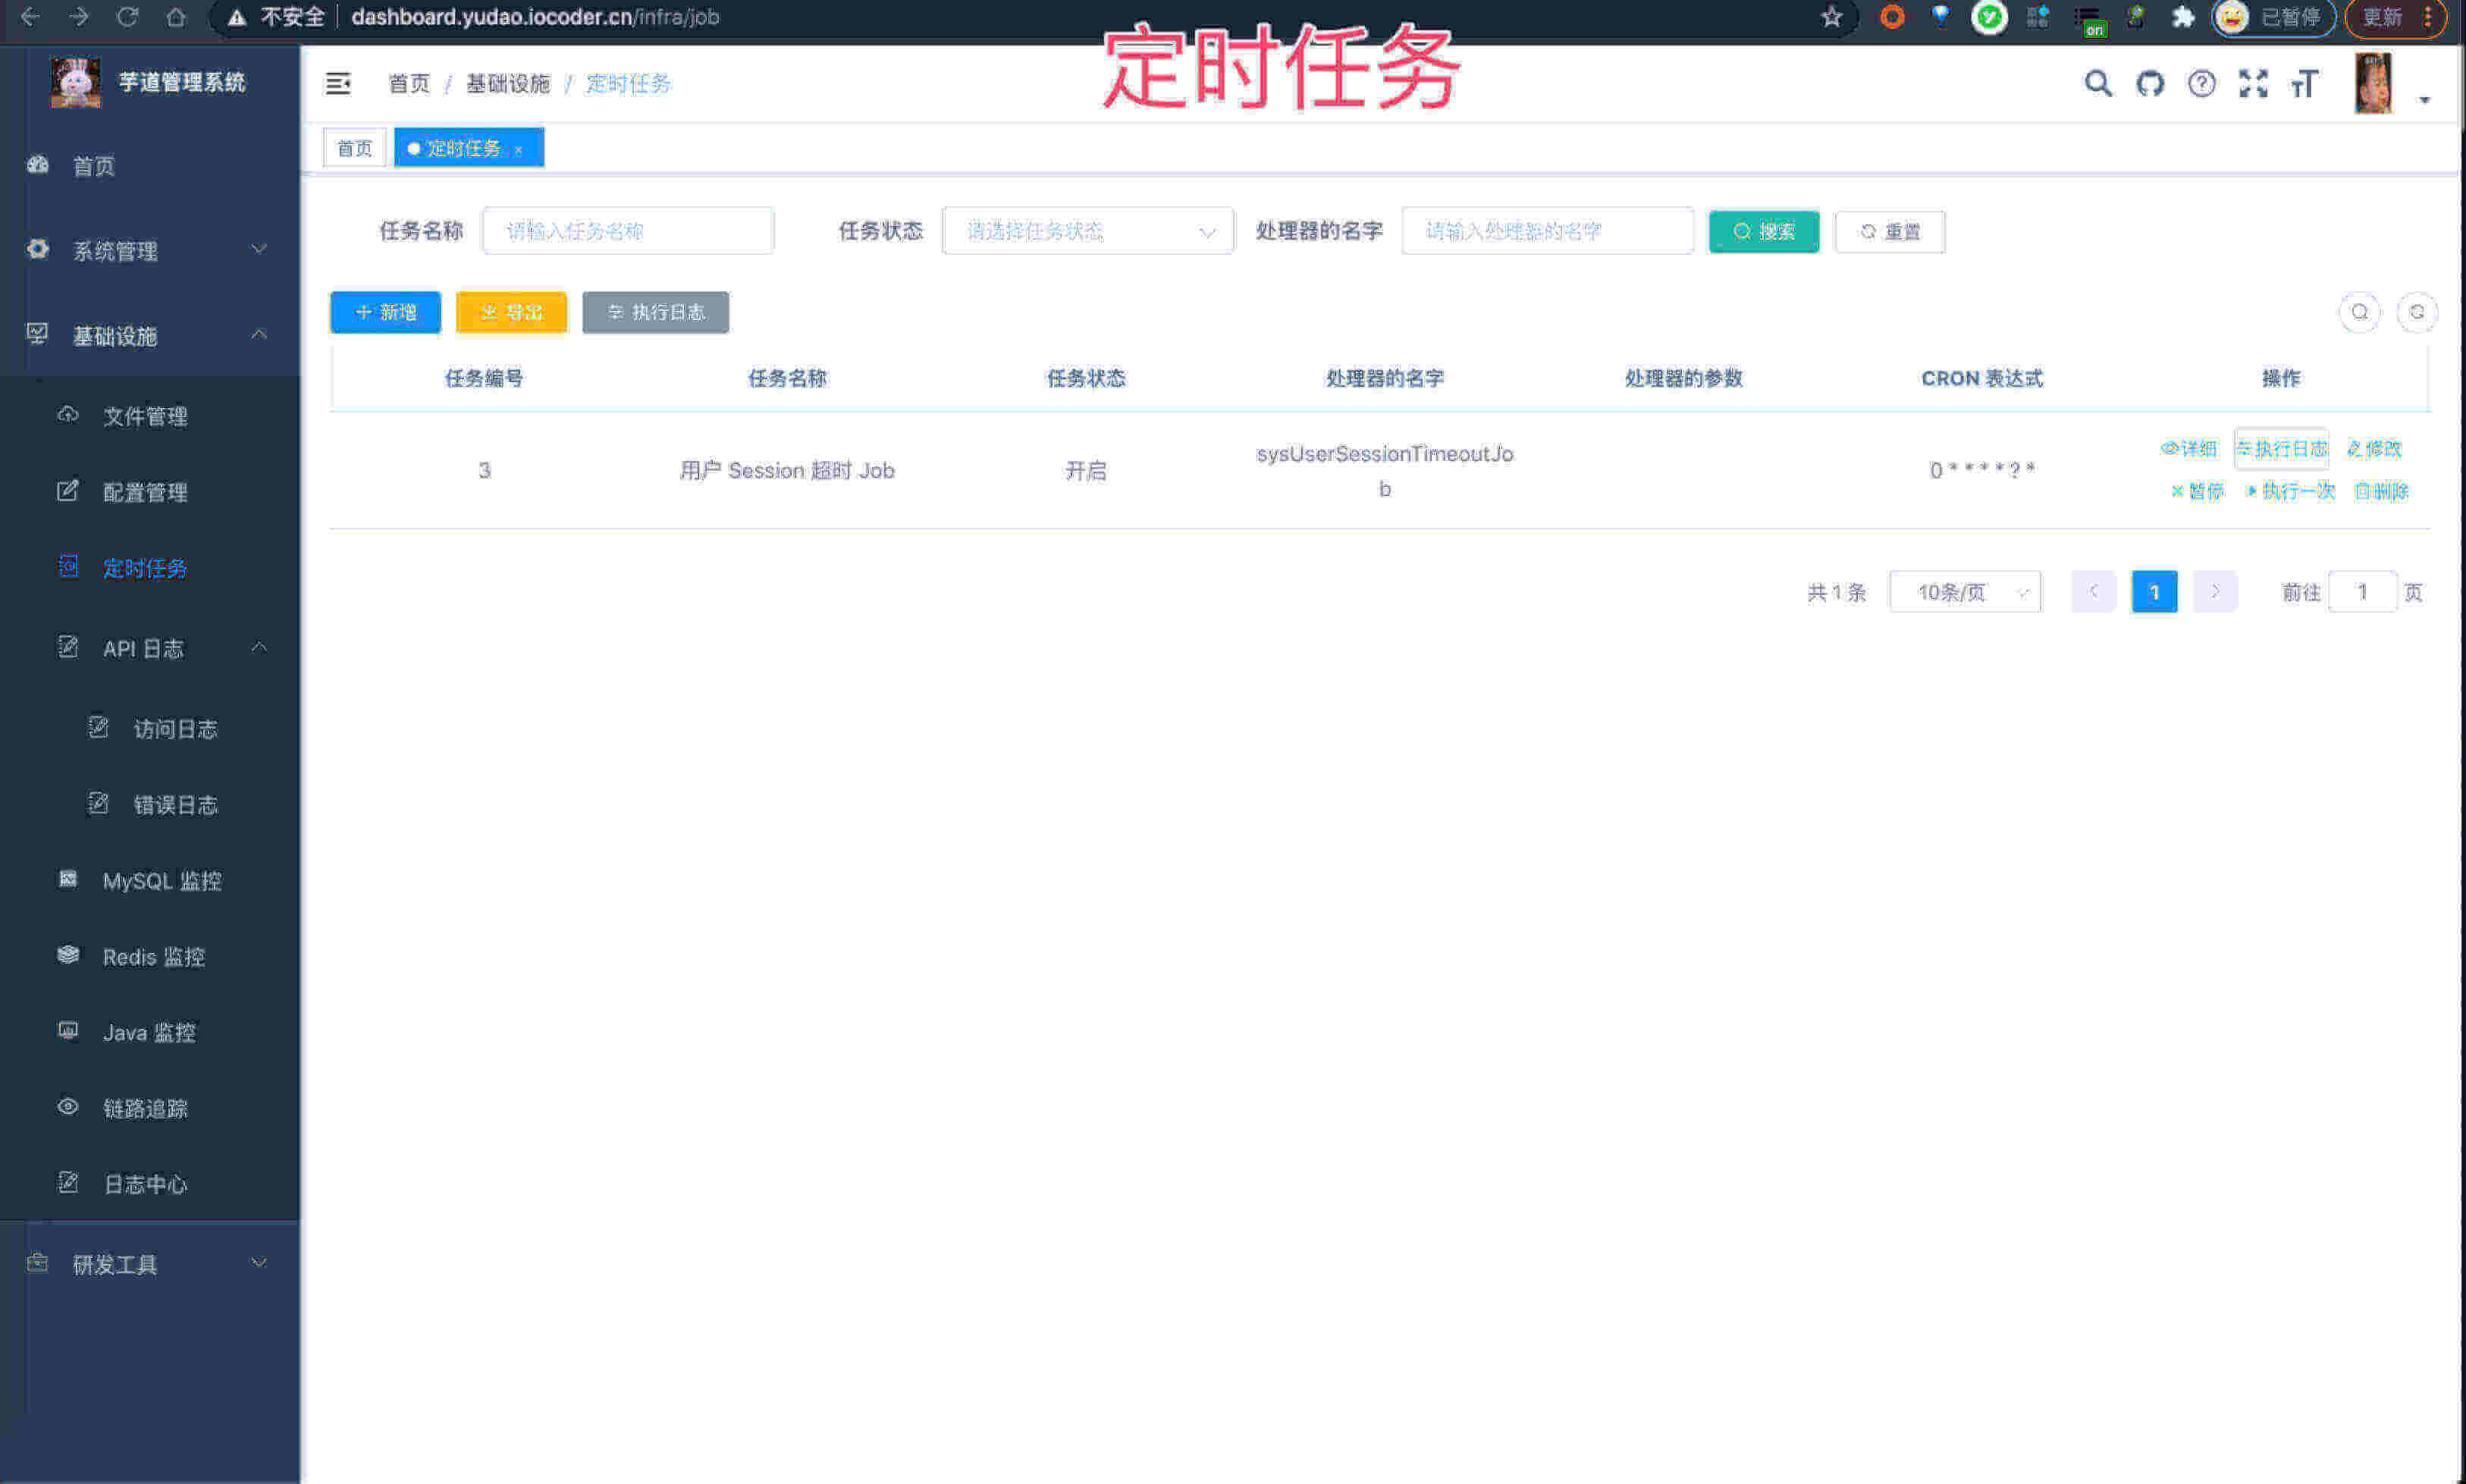 不安全 dashboard.yudao.iocoder.cn/infra/job
on
已暂停
更新
定时任务
芋道管理系统
首页 / 基础设施 / 定时任务
首页
定时任务 ×
首页
系统管理
基础设施
文件管理
配置管理
定时任务
API 日志
访问日志
错误日志
MySQL 监控
Redis 监控
Java 监控
链路追踪
日志中心
研发工具
任务名称 请输入任务名称 任务状态 请选择任务状态 处理器的名字 请输入处理器的名字 搜索 重置
新增 导出 执行日志
任务编号 任务名称 任务状态 处理器的名字 处理器的参数 CRON 表达式 操作
3 用户 Session 超时 Job 开启 sysUserSessionTimeoutJo
b
0 * * * * ? *
详细 执行日志 修改
暂停 执行一次 删除
共 1 条 10条/页 1 前往 1 页